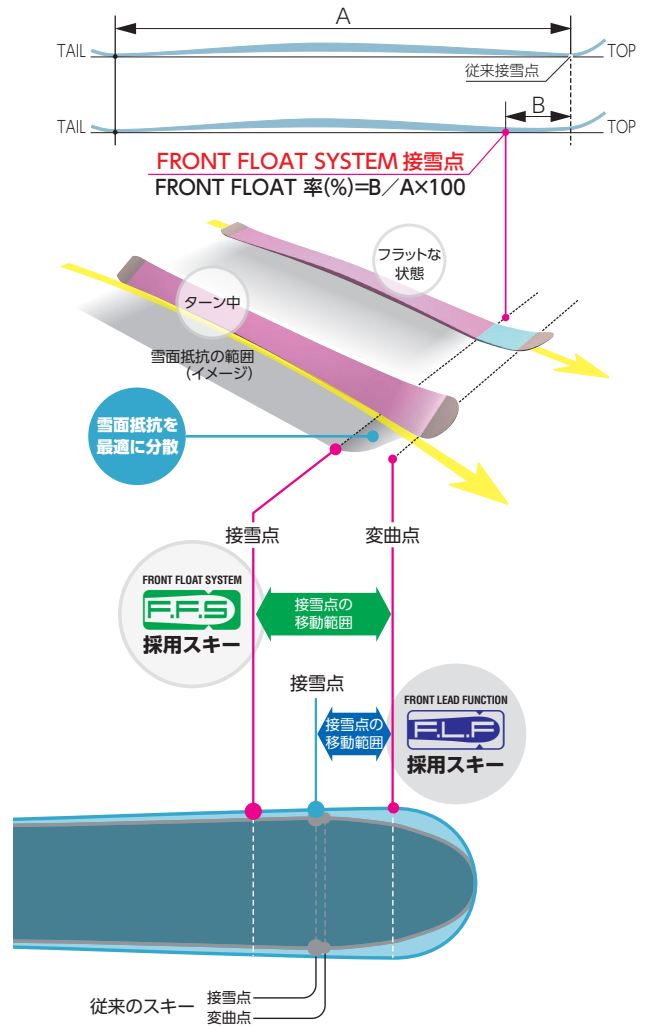 A
TAIL
TOP
従来接雪点
B
TAIL
TOP
FRONT FLOAT SYSTEM 接雪点
FRONT FLOAT 率(%)=B／A×100
フラットな
状態
ターン中
雪面抵抗の範囲
(イメージ)
雪面抵抗を
最適に分散
接雪点
変曲点
FRONT FLOAT SYSTEM
F.F.S
採用スキー
接雪点の
移動範囲
接雪点
FRONT LEAD FUNCTION
F.L.F
採用スキー
接雪点の
移動範囲
従来のスキー
接雪点
変曲点